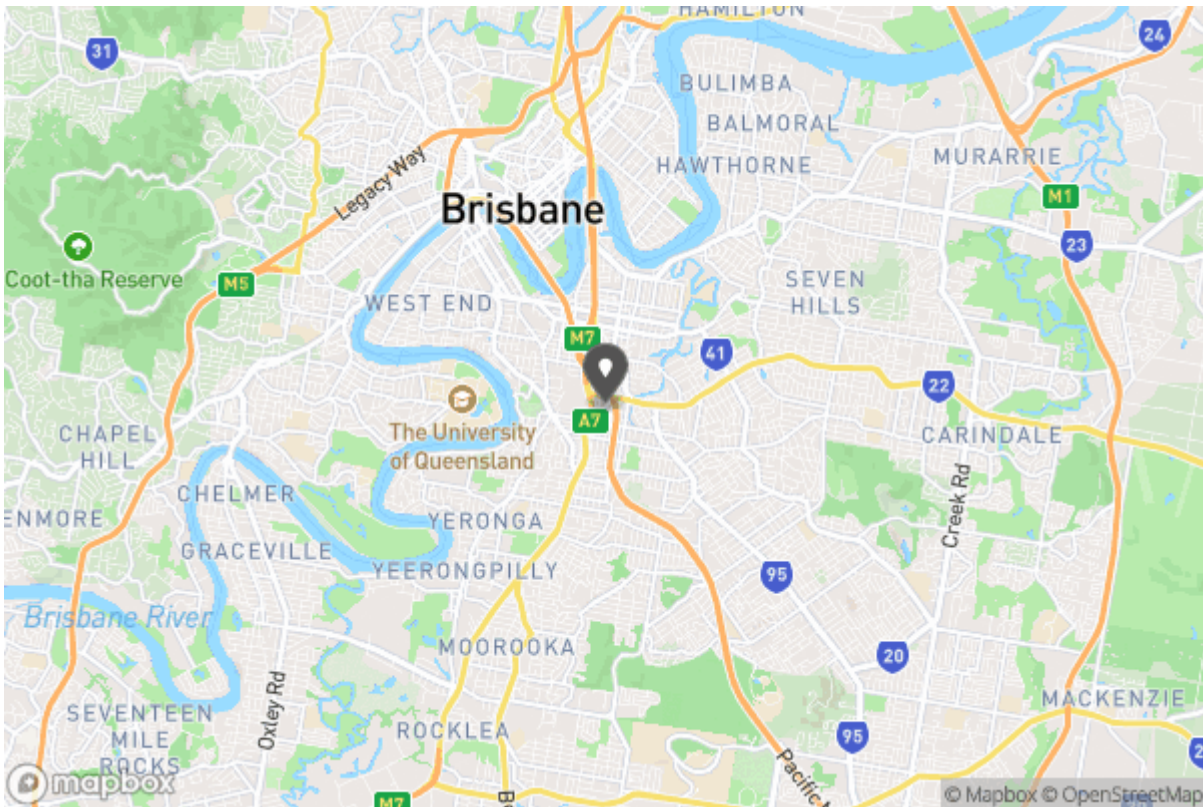 HAMILTON
31
24
BULIMBA
BALMORAL
Legacy Way
HAWTHORNE
MURARRIE
M1
Brisbane
23
Coot-tha Reserve
M5
WEST END
SEVEN
HILLS
M7
41
22
A7
The University
of Queensland
CHAPEL
HILL
CARINDALE
CHELMER
Creek Rd
ENMORE
YERONGA
GRACEVILLE
YEERONGPILLY
95
Brisbane River
MOOROOKA
20
Oxley Rd
MACKENZIE
SEVENTEEN
MILE
ROCKS
ROCKLEA
95
Pacific
2
mapbox
M7
© Mapbox © OpenStreetMap